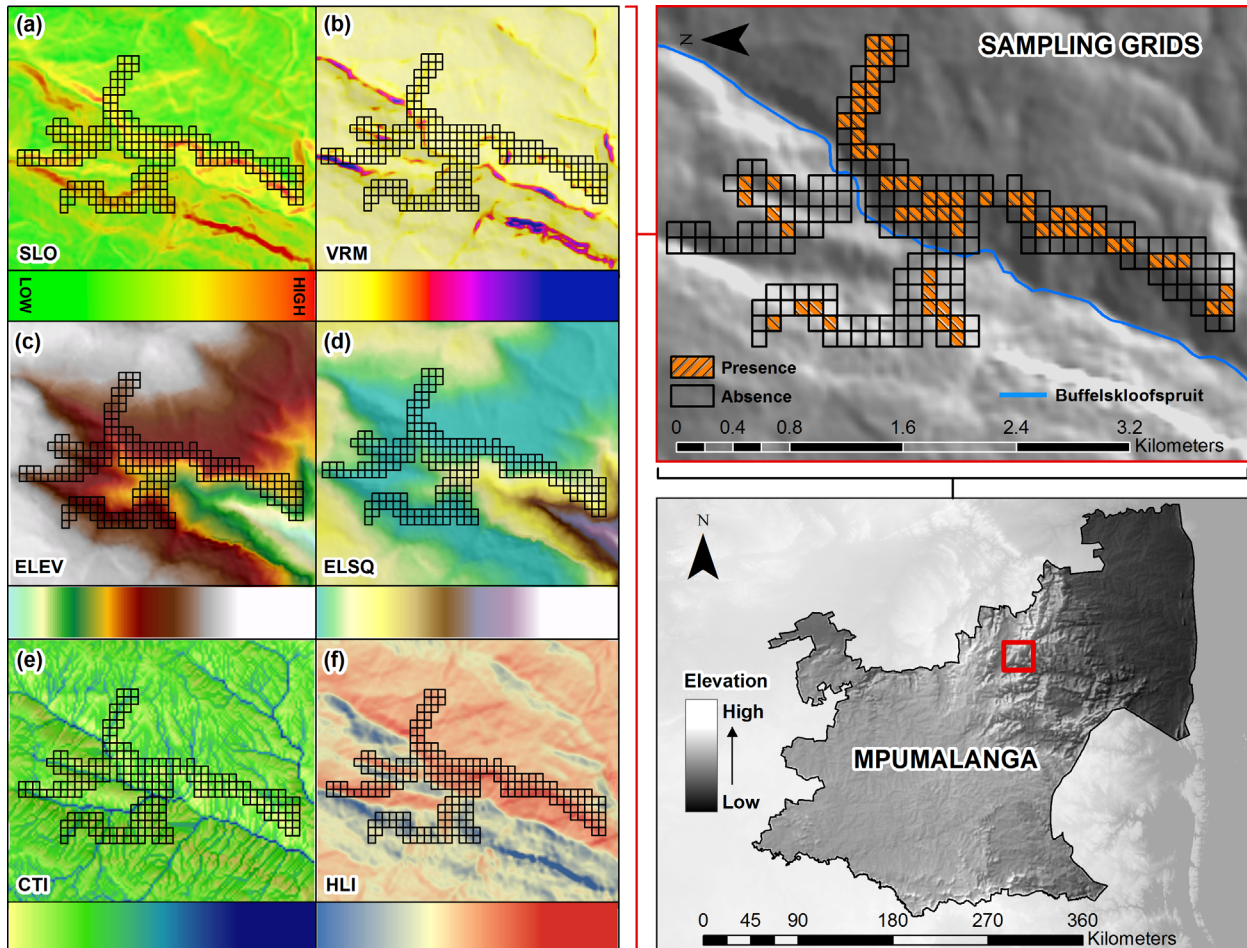 (a)
SLO
LOW
HIGH
(b)
VRM
(c)
ELEV
(d)
ELSQ
(e)
CTI
(f)
HLI
N
SAMPLING GRIDS
Presence
Absence
Buffelskloofspruit
0 0.4 0.8 1.6 2.4 3.2
Kilometers
N
Elevation
High
Low
MPUMALANGA
0 45 90 180 270 360
Kilometers